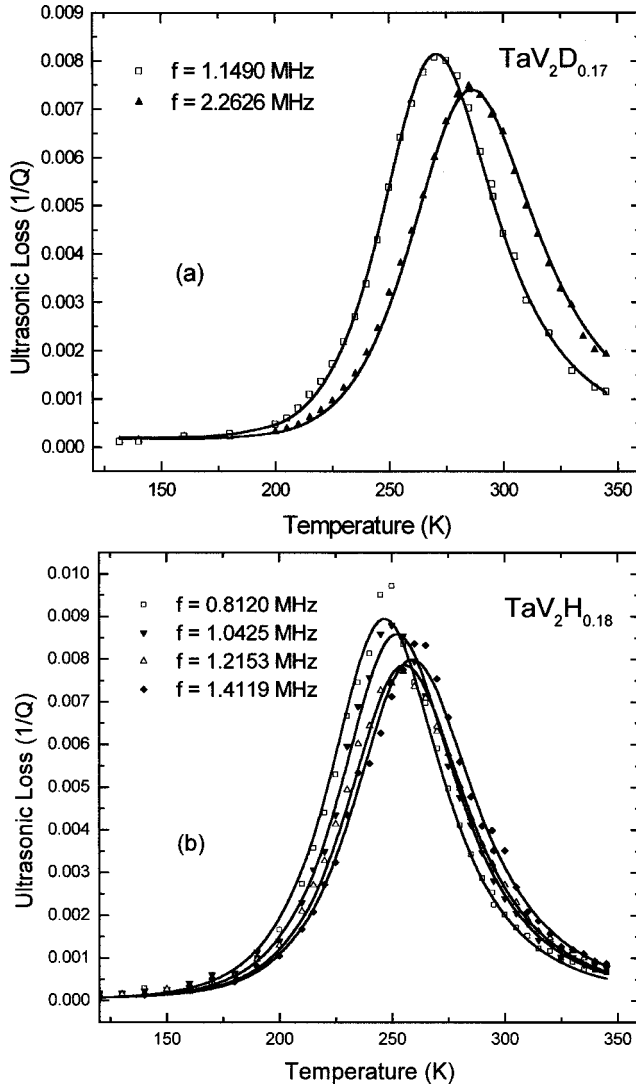 TaV₂D₀.₁₇
f = 1.1490 MHz
f = 2.2626 MHz
(a)
Ultrasonic Loss (1/Q)
0.009
0.008
0.007
0.006
0.005
0.004
0.003
0.002
0.001
0.000
150 200 250 300 350
Temperature (K)
TaV₂H₀.₁₈
f = 0.8120 MHz
f = 1.0425 MHz
f = 1.2153 MHz
f = 1.4119 MHz
(b)
Ultrasonic Loss (1/Q)
0.010
0.009
0.008
0.007
0.006
0.005
0.004
0.003
0.002
0.001
0.000
150 200 250 300 350
Temperature (K)